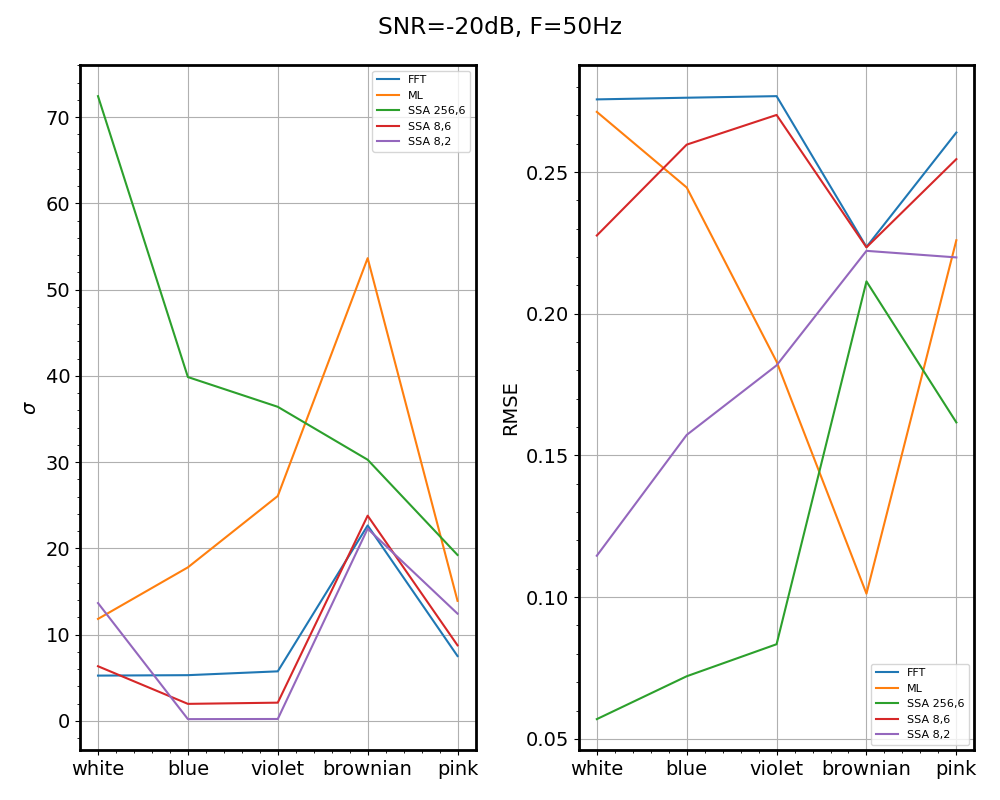 SNR=-20dB, F=50Hz
σ
70
60
50
40
30
20
10
0
white blue violet brownian pink
FFT
ML
SSA 256,6
SSA 8,6
SSA 8,2
RMSE
0.25
0.20
0.15
0.10
0.05
white blue violet brownian pink
FFT
ML
SSA 256,6
SSA 8,6
SSA 8,2